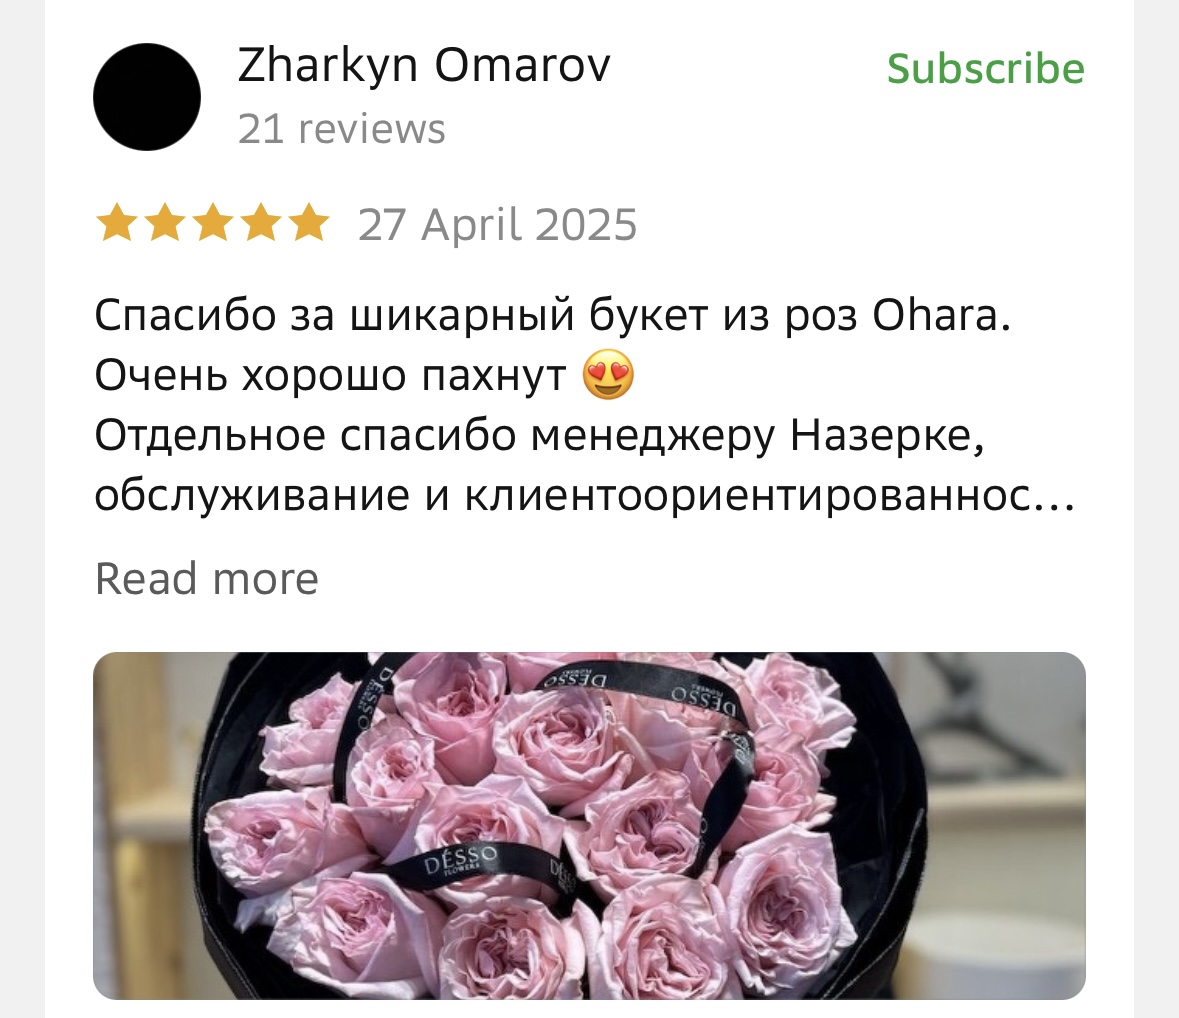 Zharkyn Omarov
Subscribe
21 reviews
27 April 2025
Спасибо за шикарный букет из роз Ohara.
Очень хорошо пахнут 😍
Отдельное спасибо менеджеру Назерке,
обслуживание и клиентоориентированнос...
Read more
DÉSSO
DÉSSO
FLOWERS
DÉSSO
FLOWERS
DÉSSO
FLOWERS